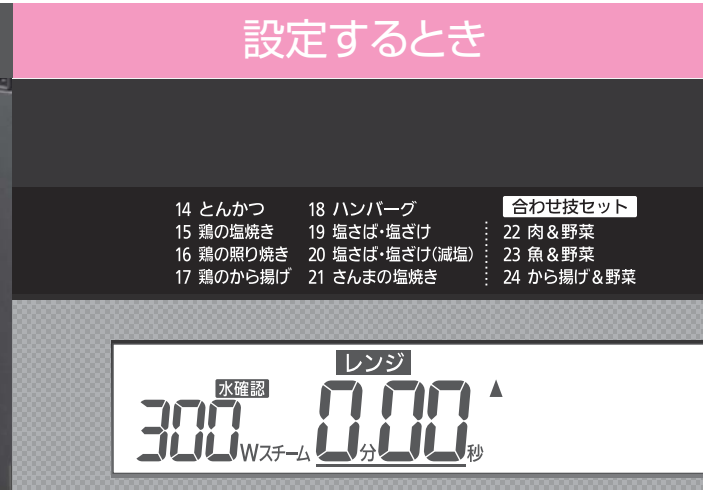 設定するとき
14 とんかつ 18 ハンバーグ 合わせ技セット
15 鶏の塩焼き 19 塩さば・塩ざけ 22 肉&野菜
16 鶏の照り焼き 20 塩さば・塩ざけ(減塩) 23 魚&野菜
17 鶏のから揚げ 21 さんまの塩焼き 24 から揚げ&野菜
レンジ
水確認
300Wスチーム 0分00秒